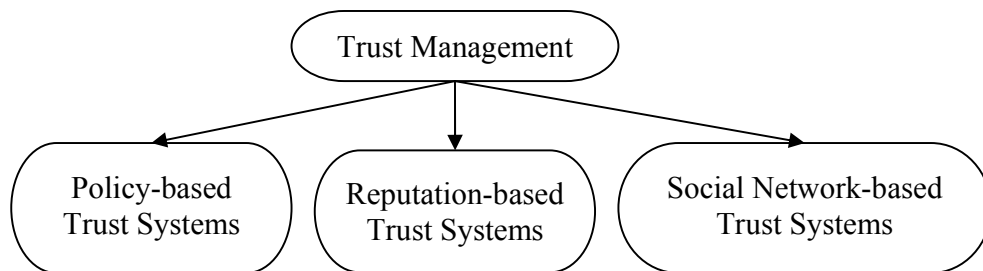 Trust Management
Policy-based
Trust Systems
Reputation-based
Trust Systems
Social Network-based
Trust Systems